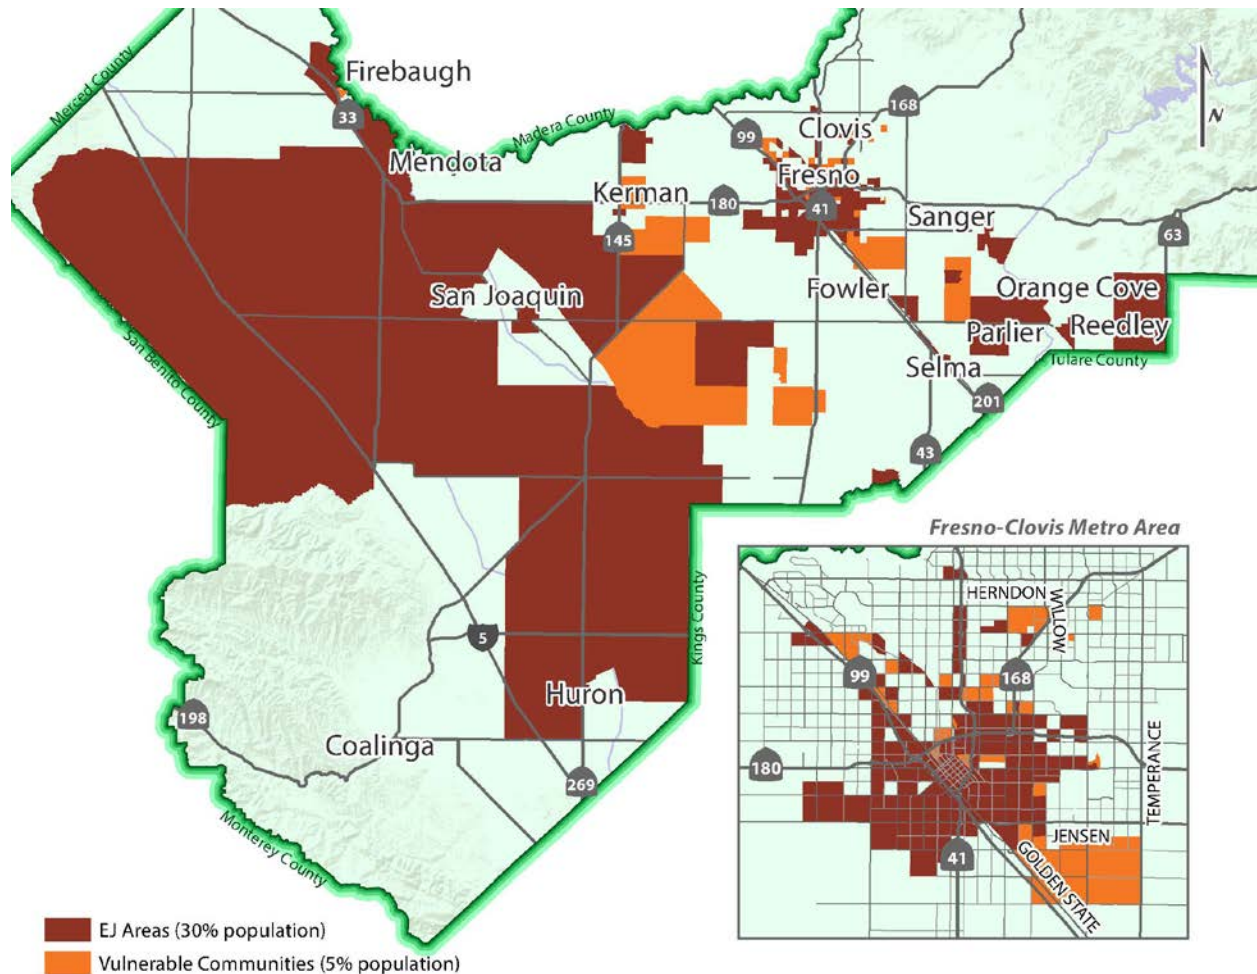 Merced County
Firebaugh
33
Madera County
Mendota
99
Clovis
168
N
Fresno
Kerman
180
41
Sanger
145
63
San Joaquin
Fowler
Orange Cove
Parlier
Reedley
San Benito County
Selma
Tulare County
201
43
Kings County
5
Huron
198
Coalinga
269
Monterey County
Fresno-Clovis Metro Area
HERNDON
WILLOW
99
168
180
TEMPERANCE
JENSEN
41
GOLDEN STATE
EJ Areas (30% population)
Vulnerable Communities (5% population)